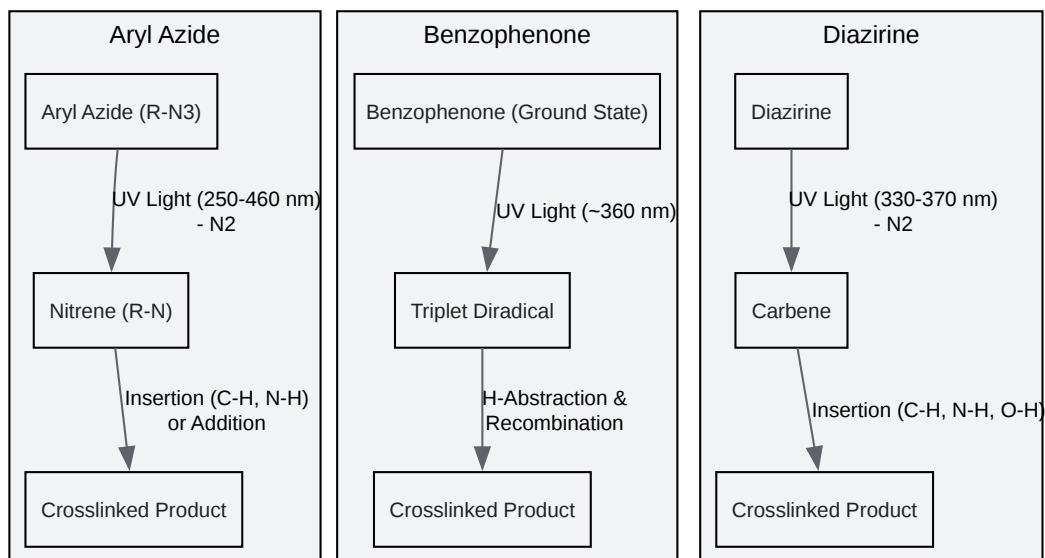 Aryl Azide
Aryl Azide (R-N3)
UV Light (250-460 nm)
- N2
Nitrene (R-N)
Insertion (C-H, N-H)
or Addition
Crosslinked Product
Benzophenone
Benzophenone (Ground State)
UV Light (~360 nm)
Triplet Diradical
H-Abstraction &
Recombination
Crosslinked Product
Diazirine
Diazirine
UV Light (330-370 nm)
- N2
Carbene
Insertion (C-H, N-H, O-H)
Crosslinked Product